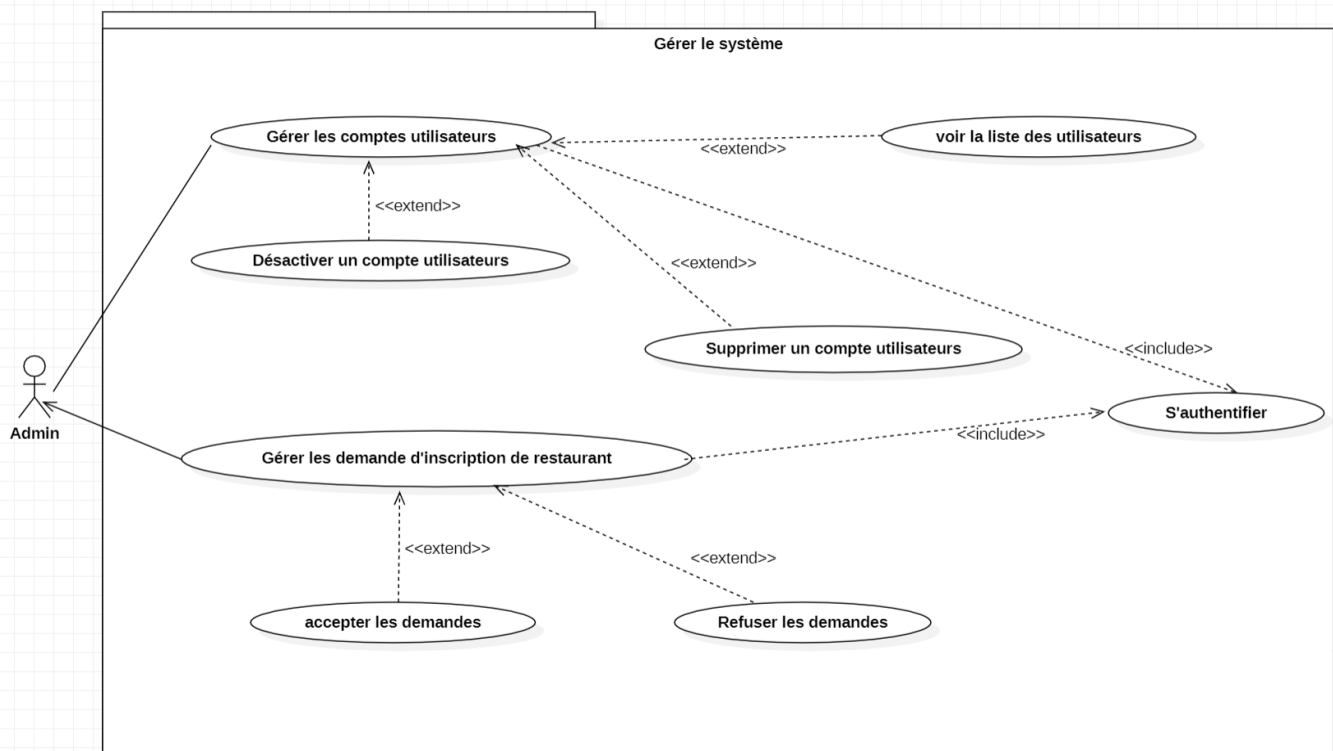 Gérer le système
Gérer les comptes utilisateurs
voir la liste des utilisateurs
<<extend>>
<<extend>>
Désactiver un compte utilisateurs
<<extend>>
Supprimer un compte utilisateurs
<<include>>
S'authentifier
Admin
<<include>>
Gérer les demande d'inscription de restaurant
<<extend>>
<<extend>>
accepter les demandes
Refuser les demandes